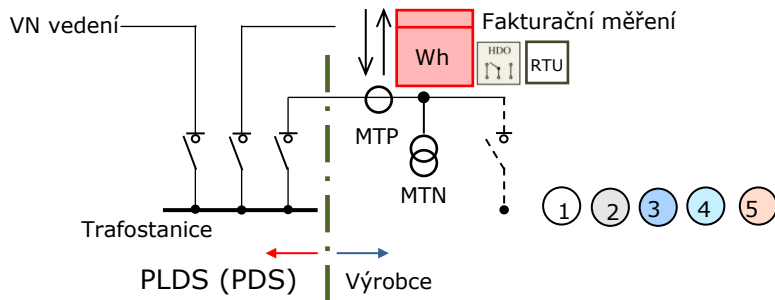 VN vedení
Fakturační měření
Wh
HDO
RTU
MTP
MTN
1 2 3 4 5
Trafostanice
PLDS (PDS)
Výrobce